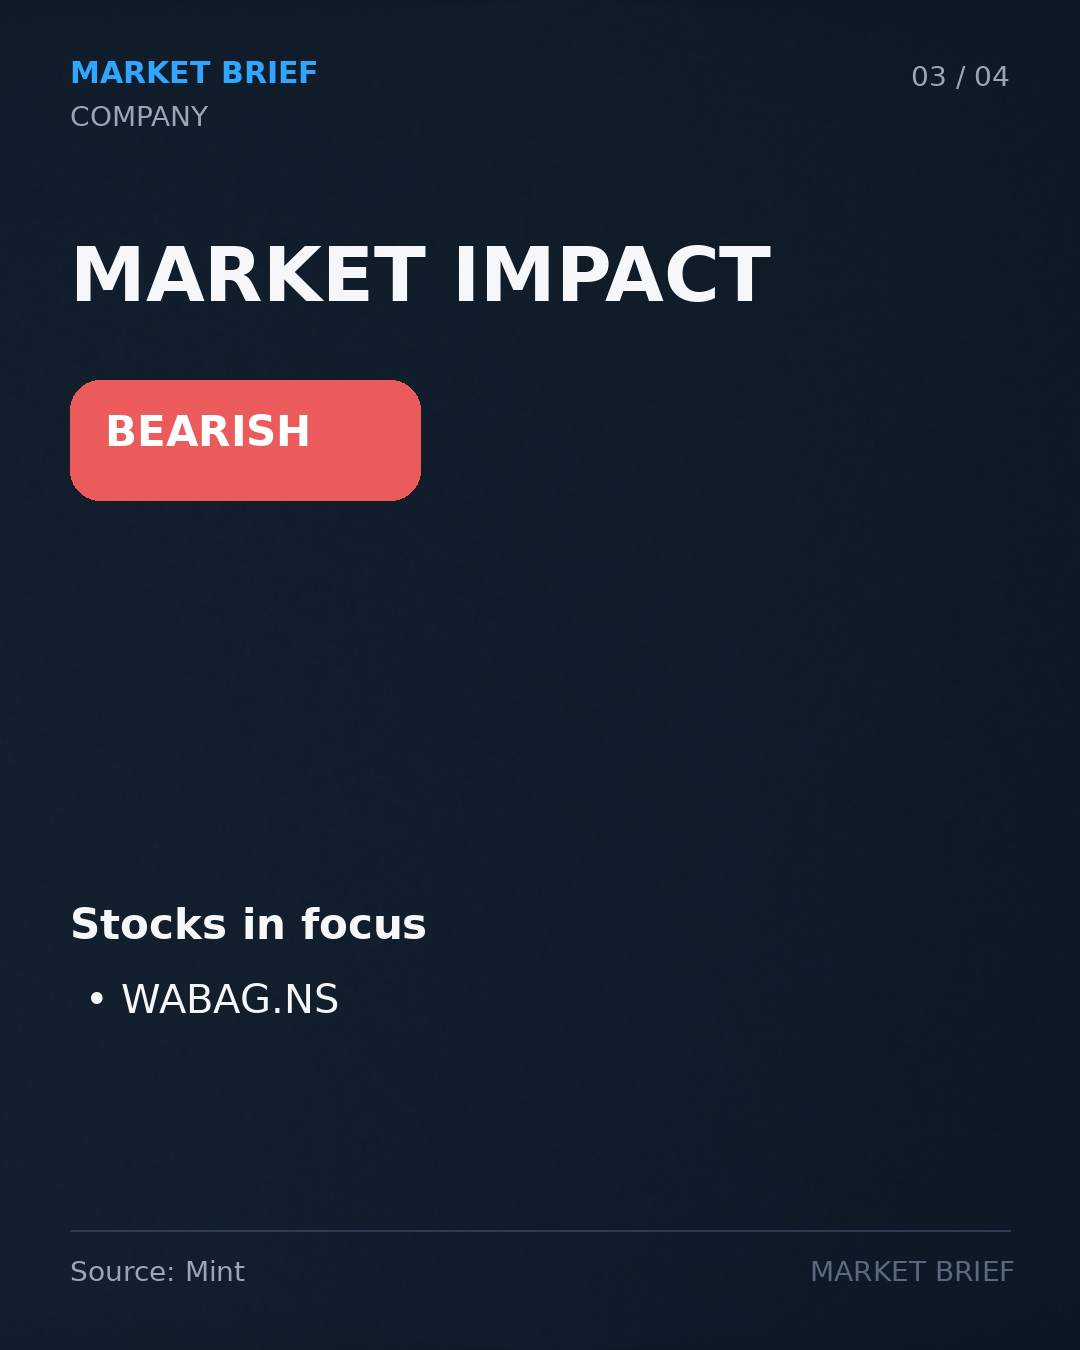 MARKET BRIEF
03 / 04
COMPANY
MARKET IMPACT
BEARISH
Stocks in focus
• WABAG.NS
Source: Mint
MARKET BRIEF